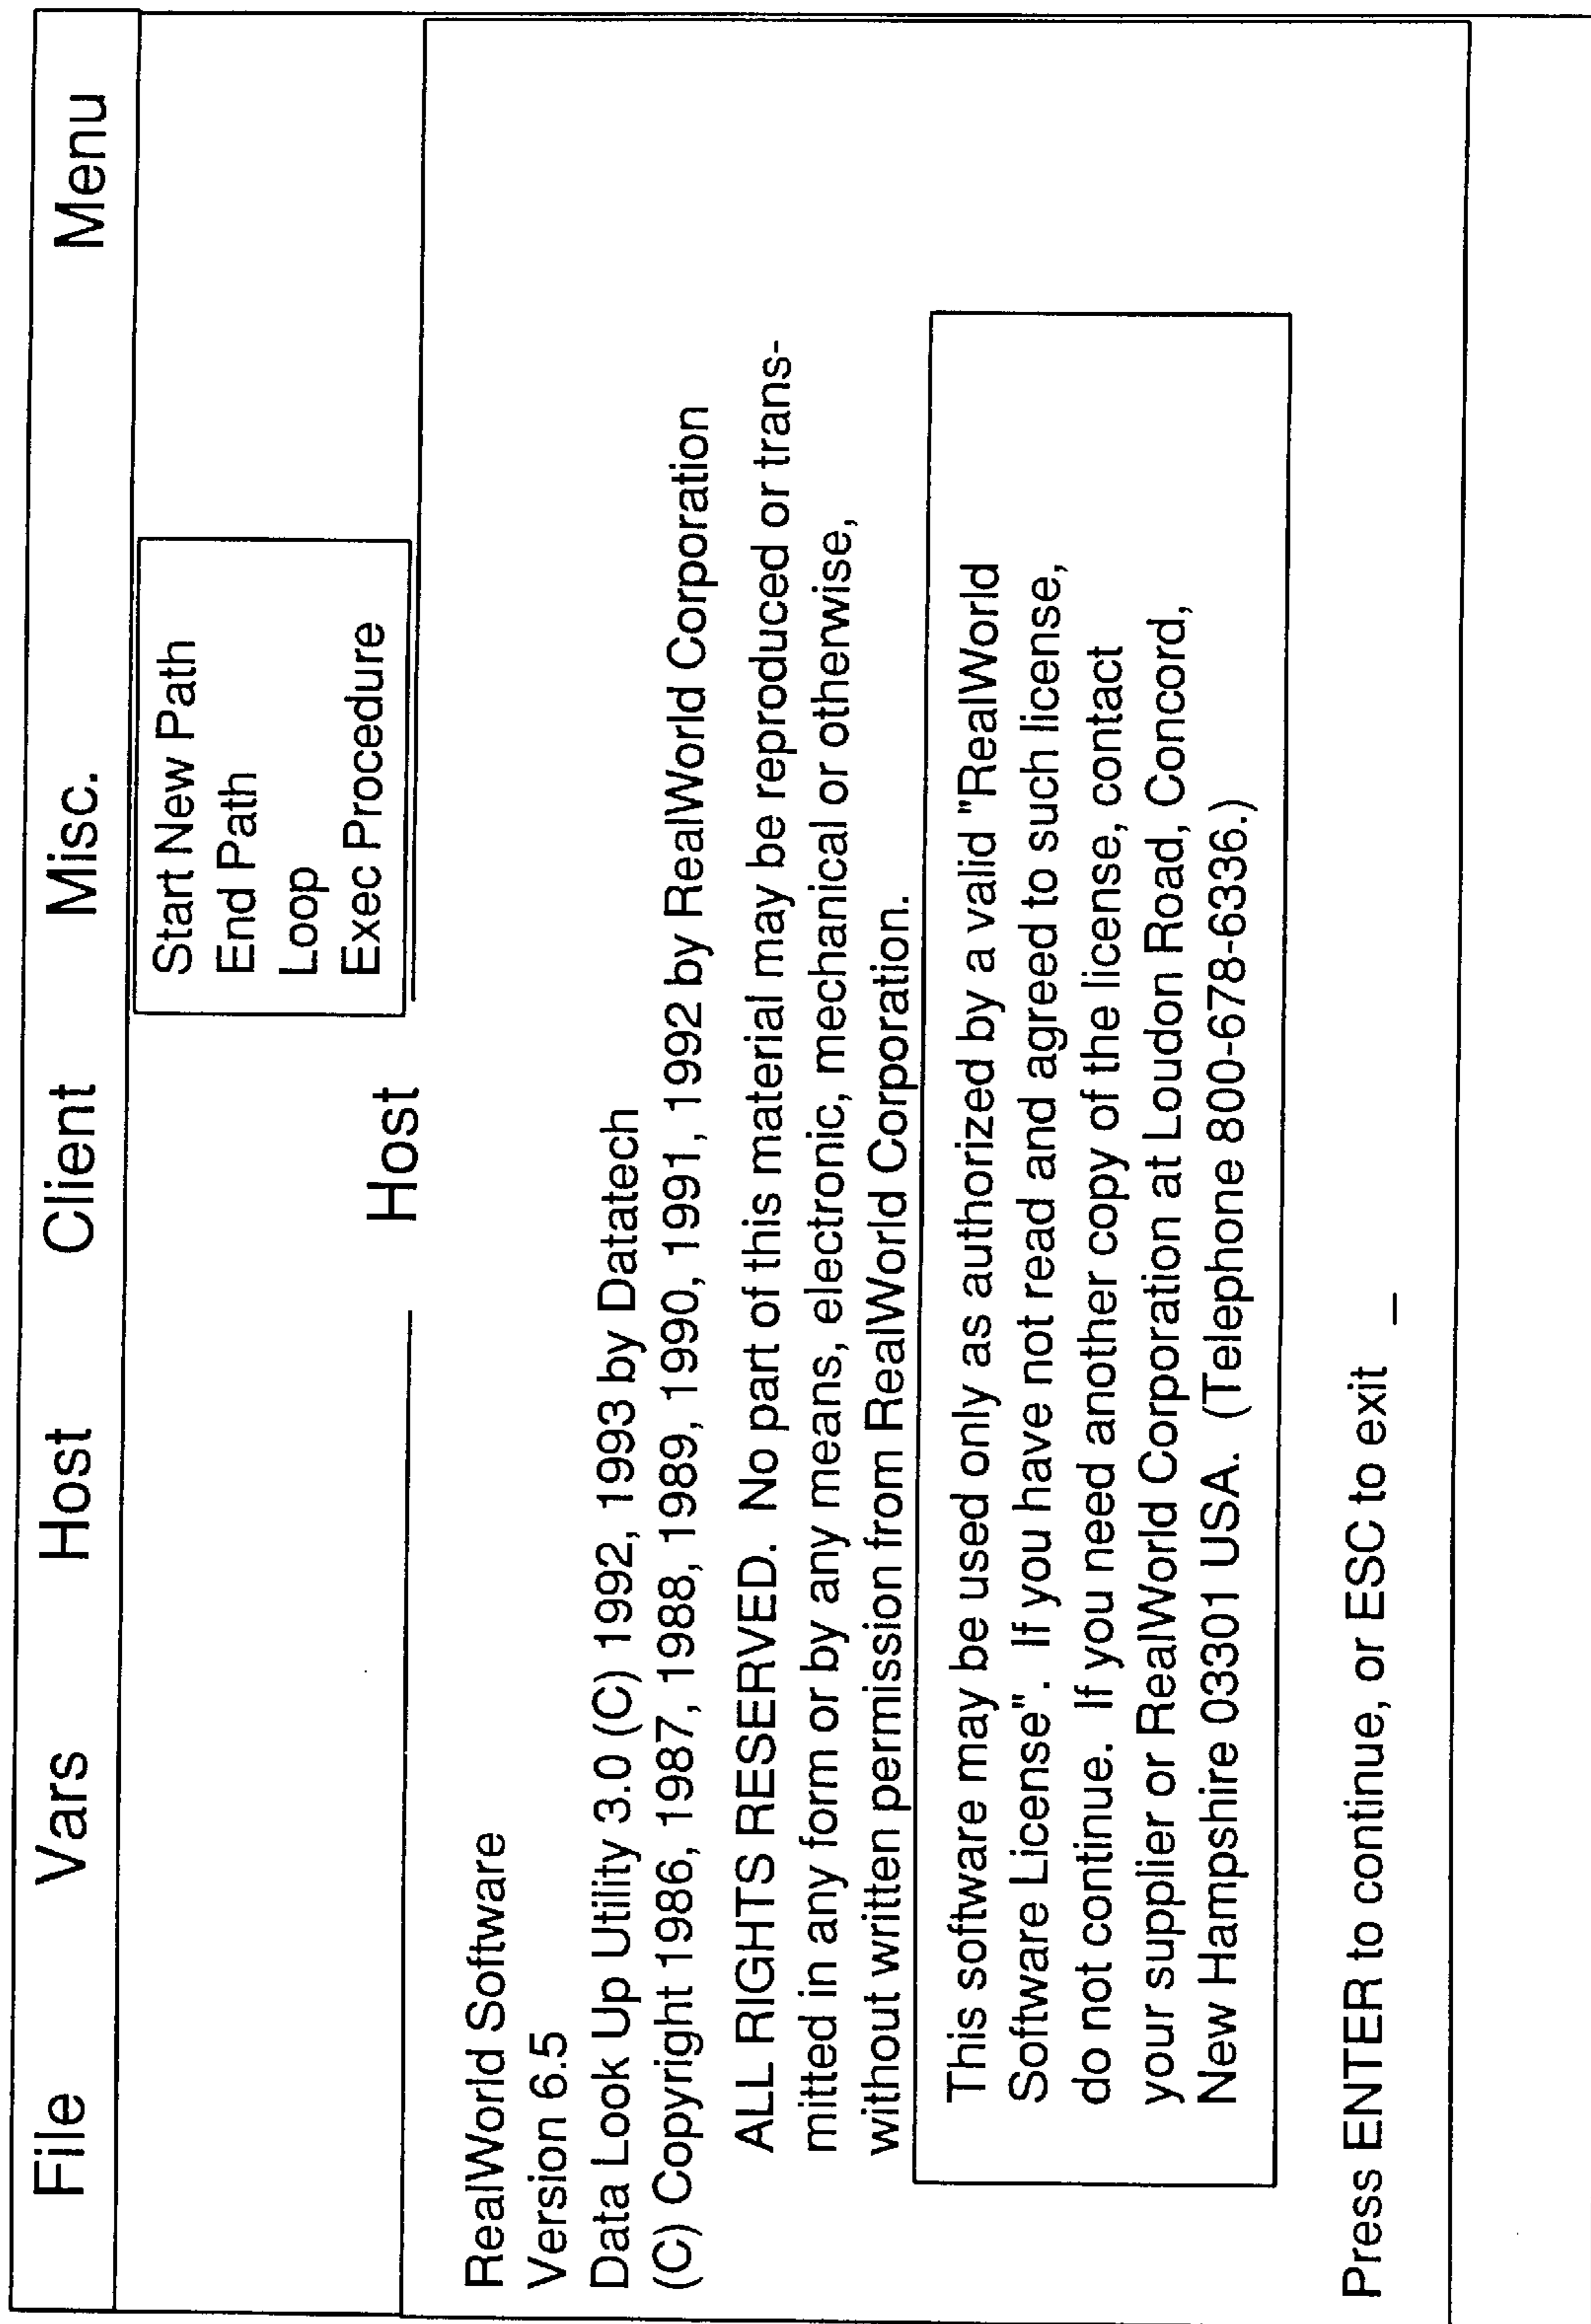 File Vars Host Client Misc. Menu
Start New Path
End Path
Loop
Exec Procedure
Host
RealWorld Software
Version 6.5
Data Look Up Utility 3.0 (C) 1992, 1993 by Datatech
(C) Copyright 1986, 1987, 1988, 1989, 1990, 1991, 1992 by RealWorld Corporation
ALL RIGHTS RESERVED. No part of this material may be reproduced or trans-
mitted in any form or by any means, electronic, mechanical or otherwise,
without written permission from RealWorld Corporation.
This software may be used only as authorized by a valid "RealWorld
Software License". If you have not read and agreed to such license,
do not continue. If you need another copy of the license, contact
your supplier or RealWorld Corporation at Loudon Road, Concord,
New Hampshire 03301 USA. (Telephone 800-678-6336.)
Press ENTER to continue, or ESC to exit _